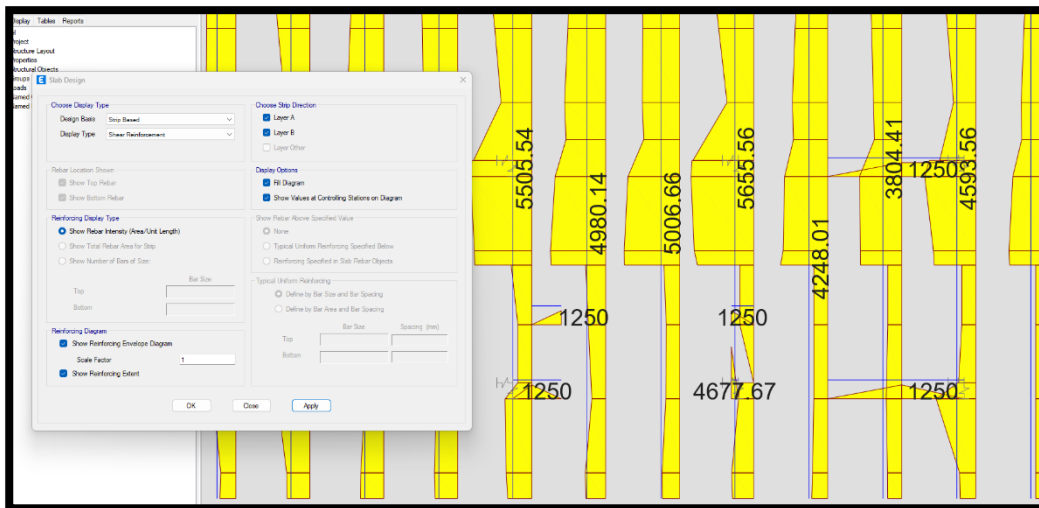 Display Tables Reports
Project
Structure Layout
Properties
Structural Objects
Groups
Loads
Named
Named
E Slab Design
Choose Display Type
Design Basis Strip Based
Display Type Shear Reinforcement
Choose Strip Direction
Layer A
Layer B
Layer Other
Rebar Location Shown
Show Top Rebar
Show Bottom Rebar
Display Options
Fill Diagram
Show Values at Controlling Stations on Diagram
Reinforcing Display Type
Show Rebar Intensity (Area/Unit Length)
Show Total Rebar Area for Strip
Show Number of Bars of Size:
Bar Size
Top
Bottom
Show Rebar Above Specified Value
None
Typical Uniform Reinforcing Specified Below
Reinforcing Specified in Slab Rebar Objects
Typical Uniform Reinforcing
Define by Bar Size and Bar Spacing
Define by Bar Area and Bar Spacing
Bar Size Spacing (mm)
Top
Bottom
Reinforcing Diagram
Show Reinforcing Envelope Diagram
Scale Factor 1
Show Reinforcing Extent
OK Close Apply
5505.54
4980.14
5006.66
5655.56
4248.01
3804.41
1250
4593.56
1250
1250
1250
4677.67
1250